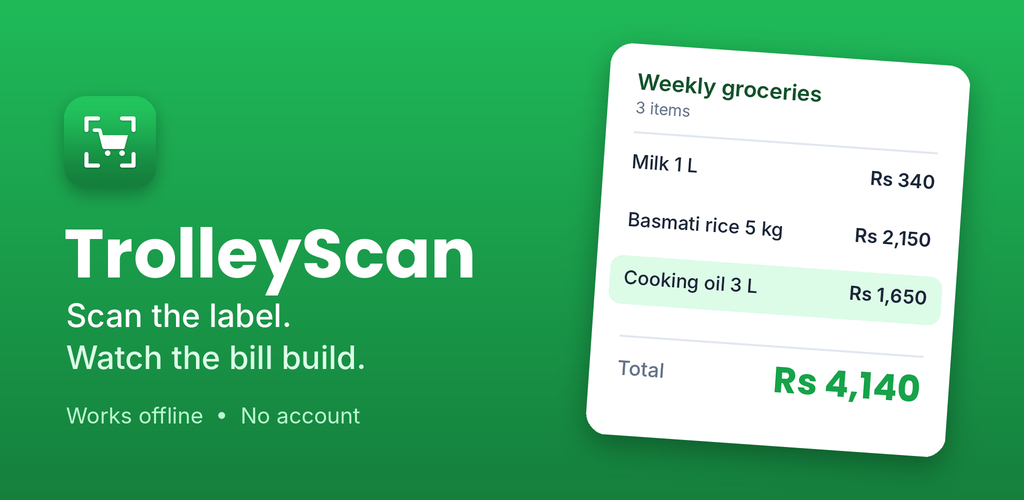 TrolleyScan
Scan the label.
Watch the bill build.
Works offline • No account
Weekly groceries
3 items
Milk 1 L Rs 340
Basmati rice 5 kg Rs 2,150
Cooking oil 3 L Rs 1,650
Total Rs 4,140